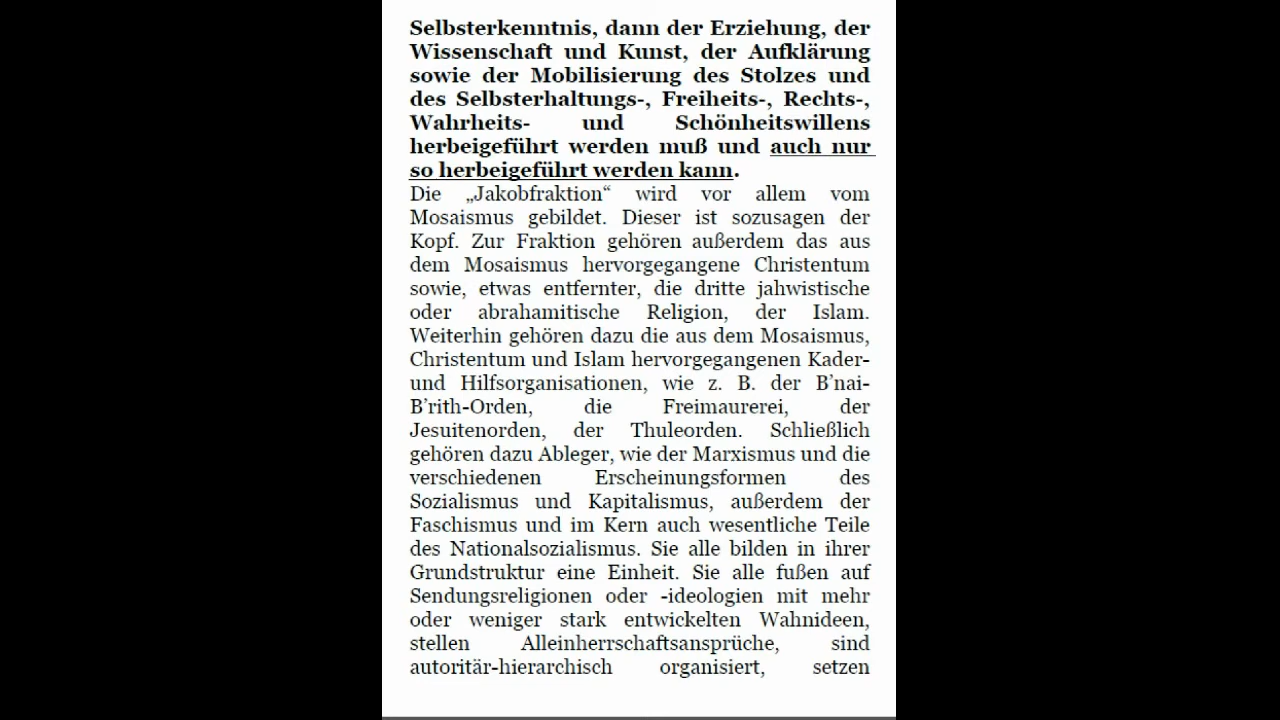 Selbsterkenntnis, dann der Erziehung, der
Wissenschaft und Kunst, der Aufklärung
sowie der Mobilisierung des Stolzes und
des Selbsterhaltungs-, Freiheits-, Rechts-,
Wahrheits- und Schönheitswillens
herbeigeführt werden muß und auch nur
so herbeigeführt werden kann.
Die „Jakobfraktion“ wird vor allem vom
Mosaismus gebildet. Dieser ist sozusagen der
Kopf. Zur Fraktion gehören außerdem das aus
dem Mosaismus hervorgegangene Christentum
sowie, etwas entfernter, die dritte jahwistische
oder abrahamitische Religion, der Islam.
Weiterhin gehören dazu die aus dem Mosaismus,
Christentum und Islam hervorgegangenen Kader-
und Hilfsorganisationen, wie z. B. der B’nai-
B’rith-Orden, die Freimaurerei, der
Jesuitenorden, der Thuleorden. Schließlich
gehören dazu Ableger, wie der Marxismus und die
verschiedenen Erscheinungsformen des
Sozialismus und Kapitalismus, außerdem der
Faschismus und im Kern auch wesentliche Teile
des Nationalsozialismus. Sie alle bilden in ihrer
Grundstruktur eine Einheit. Sie alle fußen auf
Sendungsreligionen oder -ideologien mit mehr
oder weniger stark entwickelten Wahnideen,
stellen Alleinherrschaftsansprüche, sind
autoritär-hierarchisch organisiert, setzen